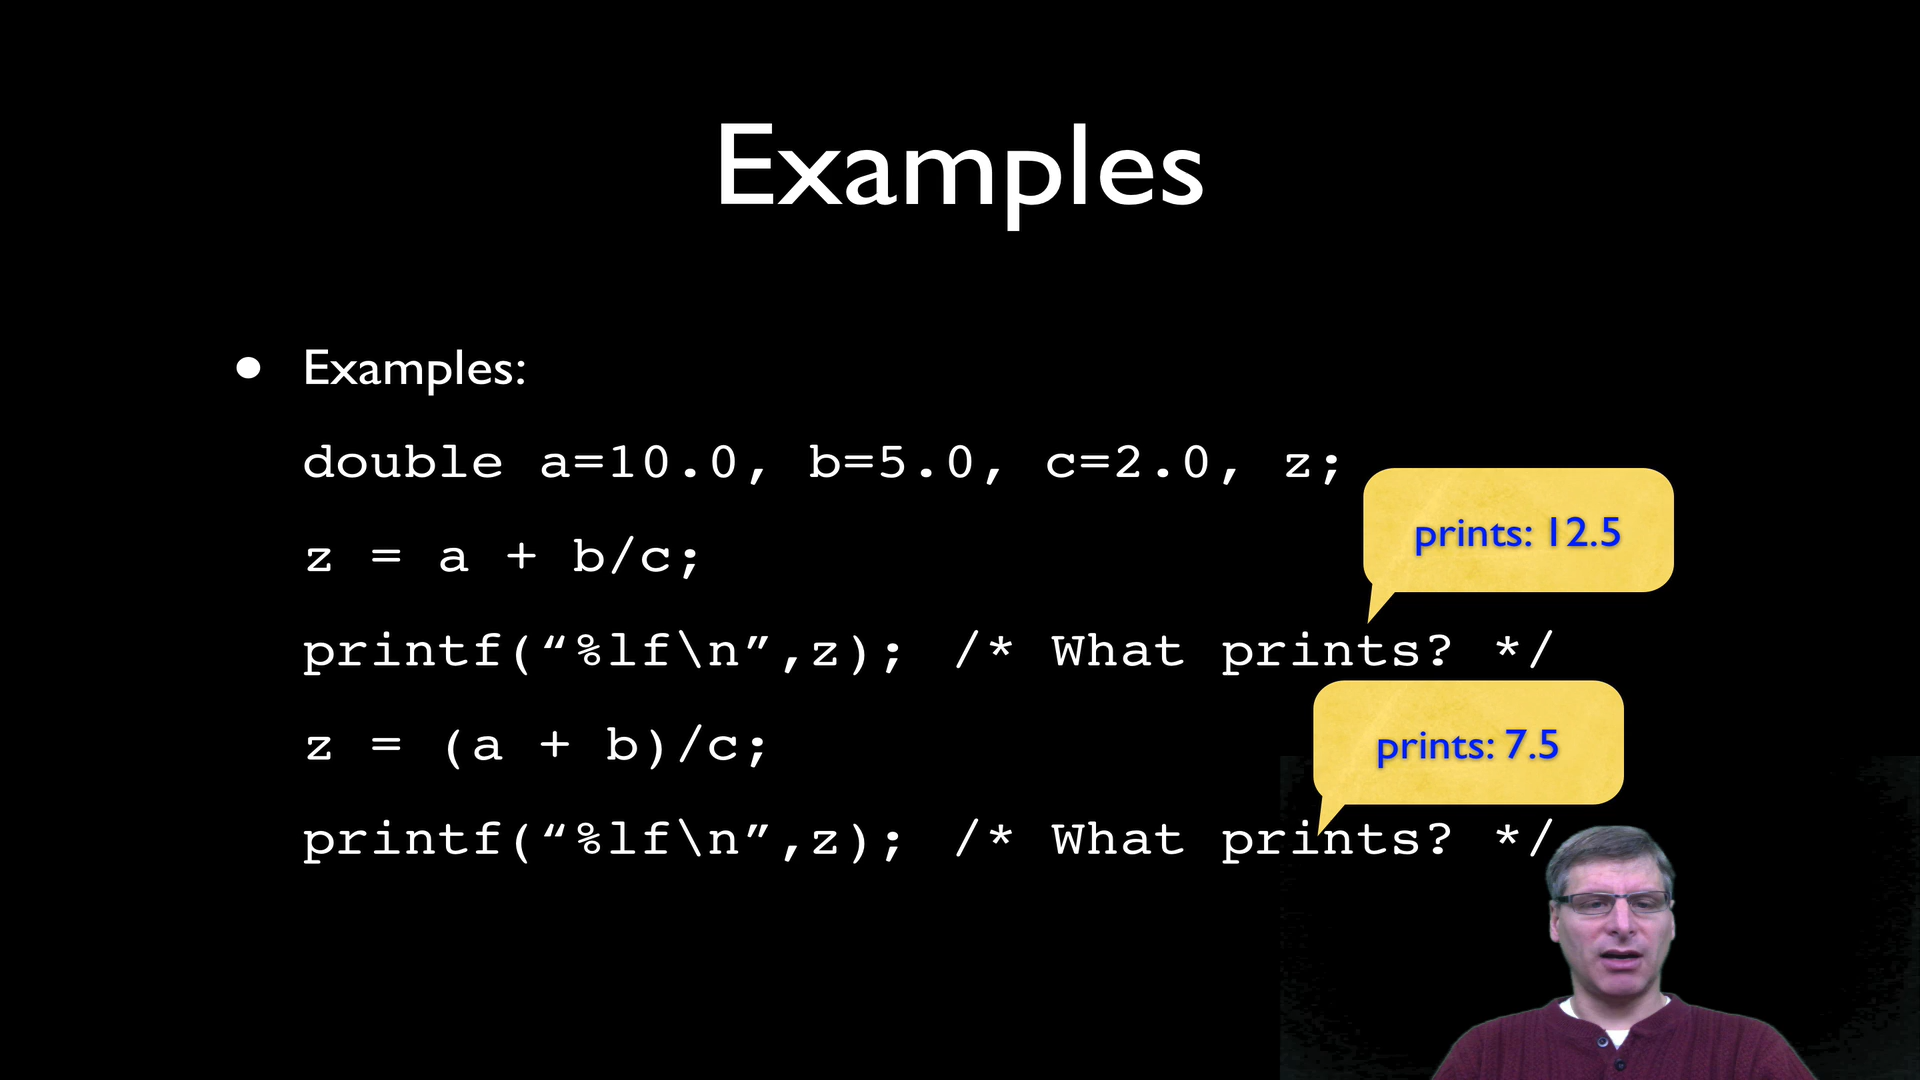 Examples
• Examples:
double a=10.0, b=5.0, c=2.0, z;
prints: 12.5
z = a + b/c;
printf(“%lf\n”,z); /* What prints? */
prints: 7.5
z = (a + b)/c;
printf(“%lf\n”,z); /* What prints? */